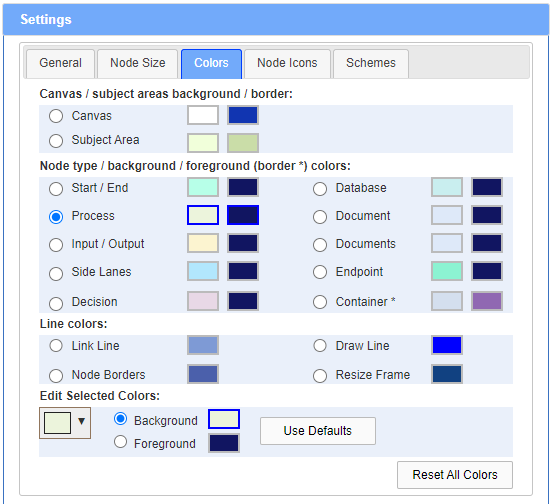 Settings
General Node Size Colors Node Icons Schemes
Canvas / subject areas background / border:
Canvas
Subject Area
Node type / background / foreground (border *) colors:
Start / End Database
Process Document
Input / Output Documents
Side Lanes Endpoint
Decision Container *
Line colors:
Link Line Draw Line
Node Borders Resize Frame
Edit Selected Colors:
Background
Foreground
Use Defaults
Reset All Colors